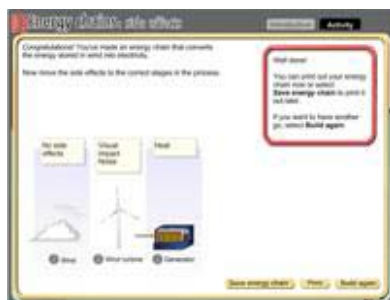 Energy chains: side effects
Activity
Congratulations! You've made an energy chain that converts
the energy stored in wind into electricity.
Now move the side effects to the correct stages in the process.
Well done!
You can print out your energy
chain now or select
Save energy chain to print it
out later.
If you want to have another
go, select Build again.
No side
effects
Visual
impact
Noise
Heat
1 Wind
2 Wind turbine
3 Generator
Save energy chain
Print
Build again